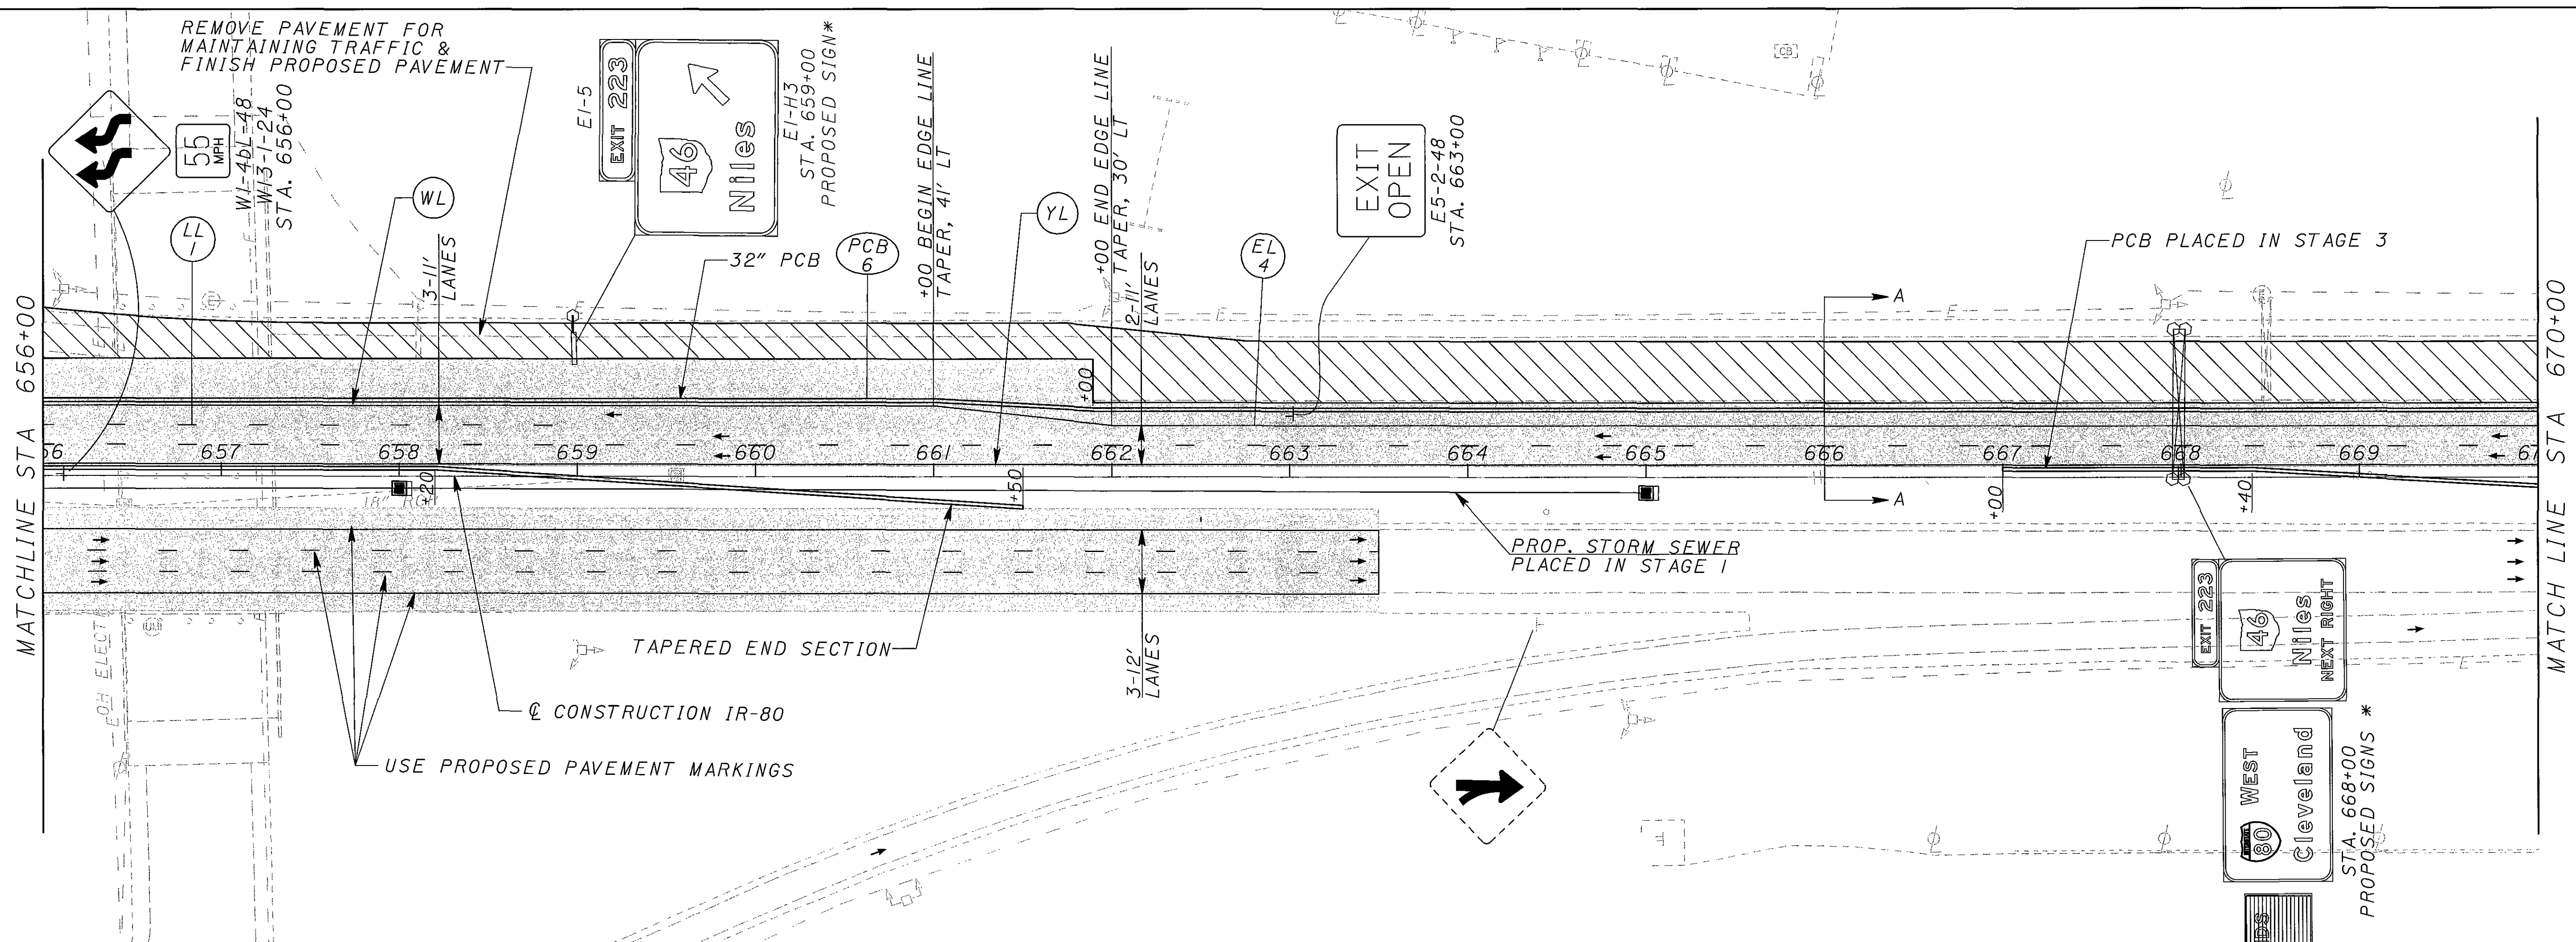 REMOVE PAVEMENT FOR
MAINTAINING TRAFFIC &
FINISH PROPOSED PAVEMENT
55
MPH
W1-4bL-48
W13-1-24
STA. 656+00
LL
1
WL
3-11'
LANES
E1-5
EXIT 223
46
Niles
E1-H3
STA. 659+00
PROPOSED SIGN*
32" PCB
PCB
6
+00 BEGIN EDGE LINE
TAPER, 41' LT
YL
+00 END EDGE LINE
TAPER, 30' LT
2-11'
LANES
EL
4
EXIT
OPEN
E5-2-48
STA. 663+00
CB
PCB PLACED IN STAGE 3
A
A
MATCHLINE STA 656+00
MATCH LINE STA 670+00
E
E
E
E
+00
56
657
658
659
660
661
662
663
664
665
666
667
668
669
67
+20
+50
+00
+40
18" RCP
PROP. STORM SEWER
PLACED IN STAGE 1
TAPERED END SECTION
3-12'
LANES
℄ CONSTRUCTION IR-80
USE PROPOSED PAVEMENT MARKINGS
OH ELECT
EXIT 223
46
Niles
NEXT RIGHT
80
WEST
Cleveland
STA. 668+00
PROPOSED SIGNS *